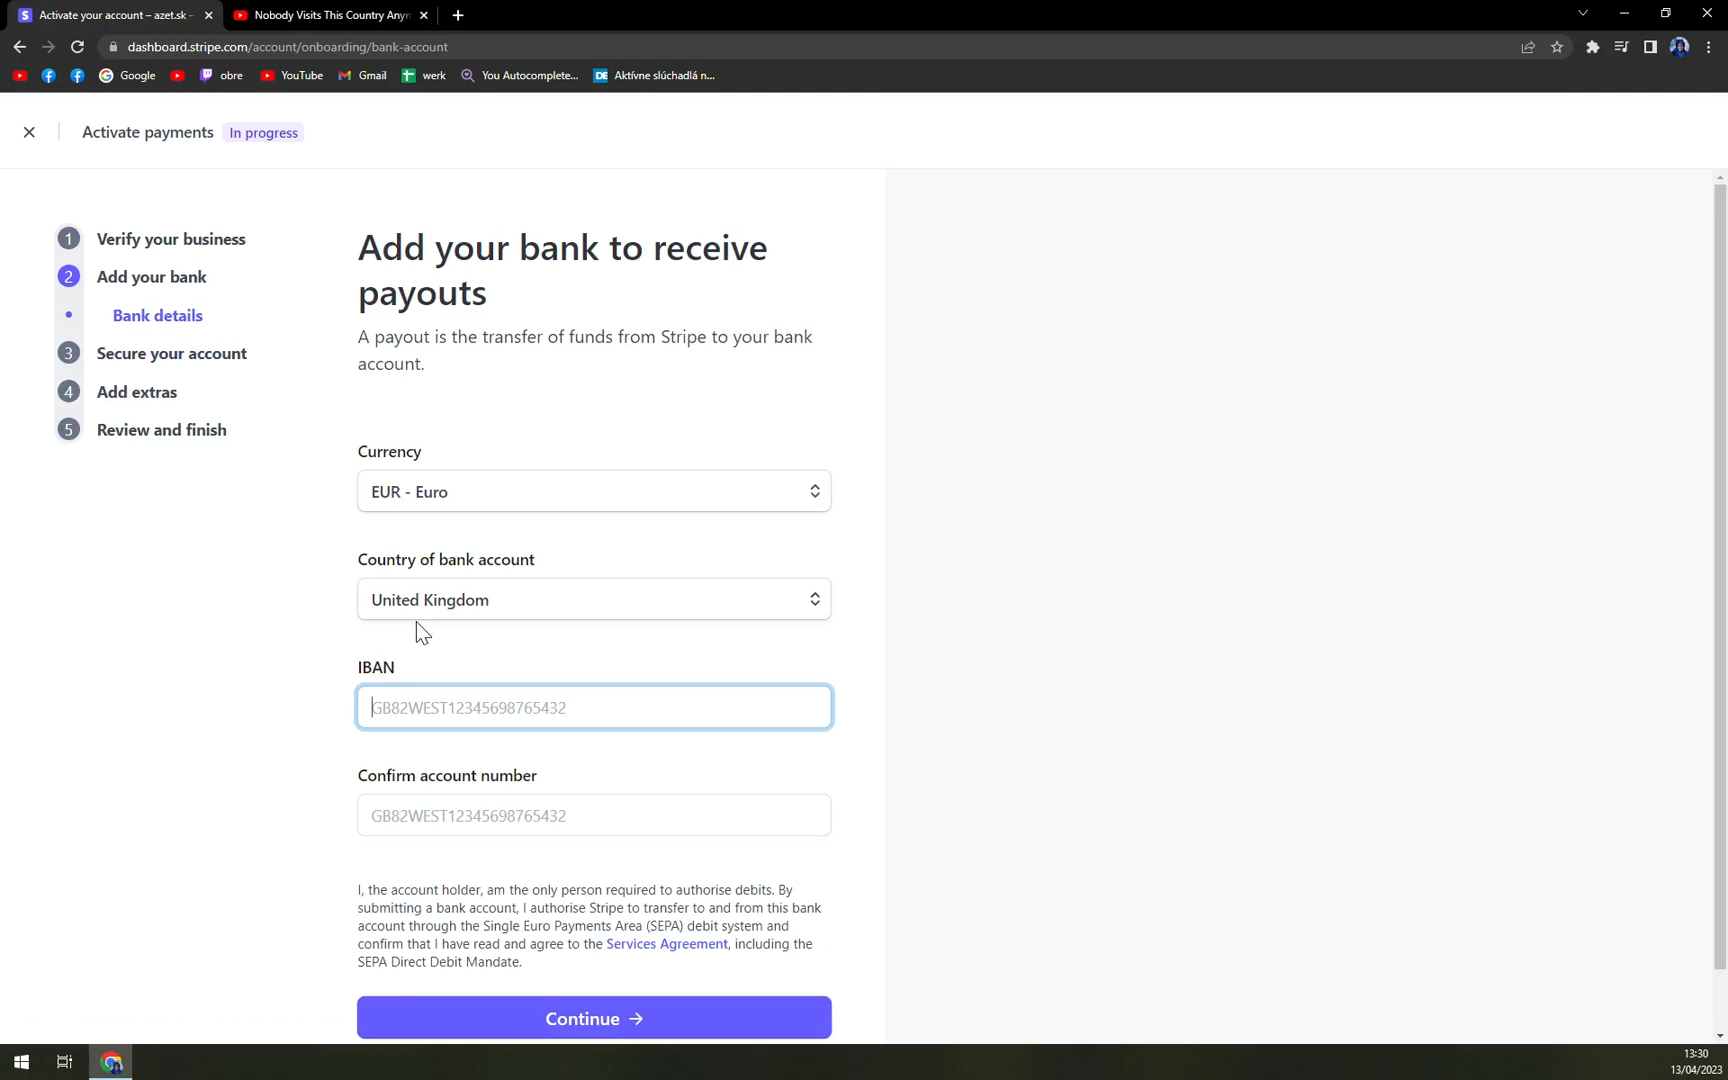 Activate your account – azet.sk –
Nobody Visits This Country Anyn
dashboard.stripe.com/account/onboarding/bank-account
Google
obre
YouTube
Gmail
werk
You Autocomplete...
DE
Aktívne slúchadlá n...
Activate payments
In progress
1 Verify your business
2 Add your bank
Bank details
3 Secure your account
4 Add extras
5 Review and finish
Add your bank to receive
payouts
A payout is the transfer of funds from Stripe to your bank
account.
Currency
EUR - Euro
Country of bank account
United Kingdom
IBAN
GB82WEST12345698765432
Confirm account number
GB82WEST12345698765432
I, the account holder, am the only person required to authorise debits. By
submitting a bank account, I authorise Stripe to transfer to and from this bank
account through the Single Euro Payments Area (SEPA) debit system and
confirm that I have read and agree to the Services Agreement, including the
SEPA Direct Debit Mandate.
Continue →
13:30
13/04/2023